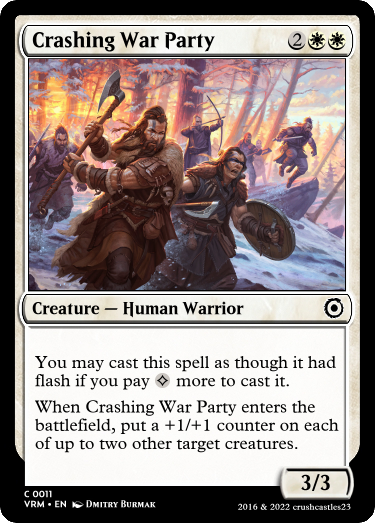 Crashing War Party 2
Creature — Human Warrior
You may cast this spell as though it had
flash if you pay more to cast it.
When Crashing War Party enters the
battlefield, put a +1/+1 counter on each
of up to two other target creatures.
3/3
C 0011
VRM • EN Dmitry Burmak
2016 & 2022 crushcastles23